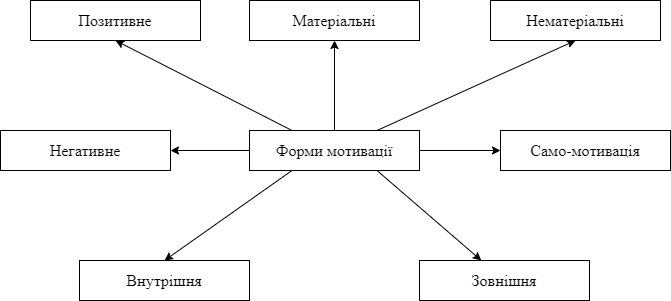 Позитивне
Матеріальні
Нематеріальні
Негативне
Форми мотивації
Само-мотивація
Внутрішня
Зовнішня